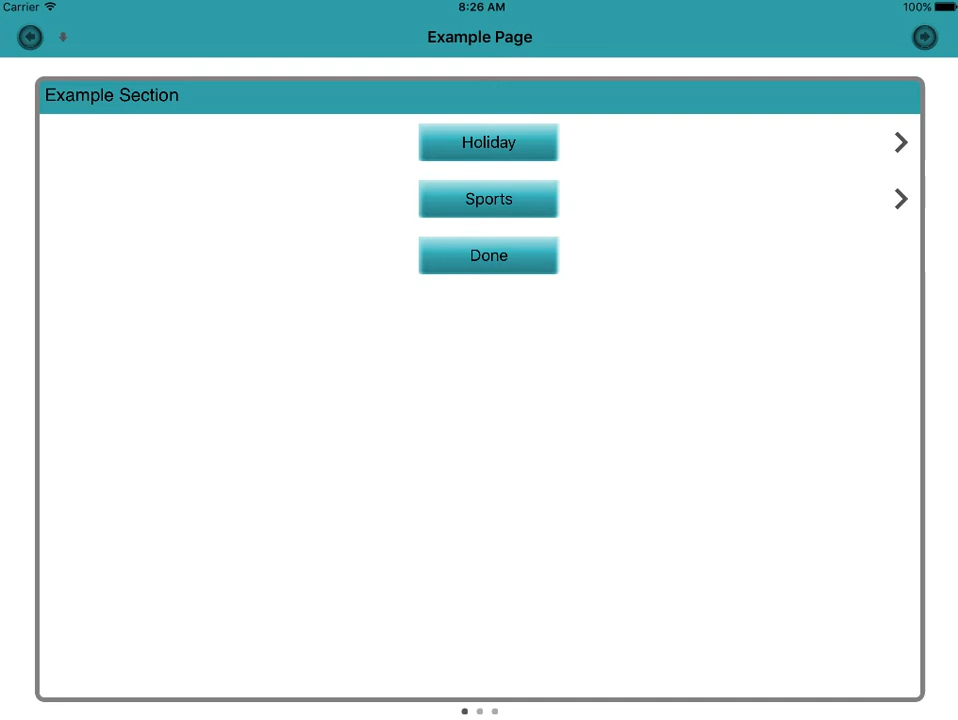 Carrier 8:26 AM 100%
Example Page
Example Section
Holiday
Sports
Done